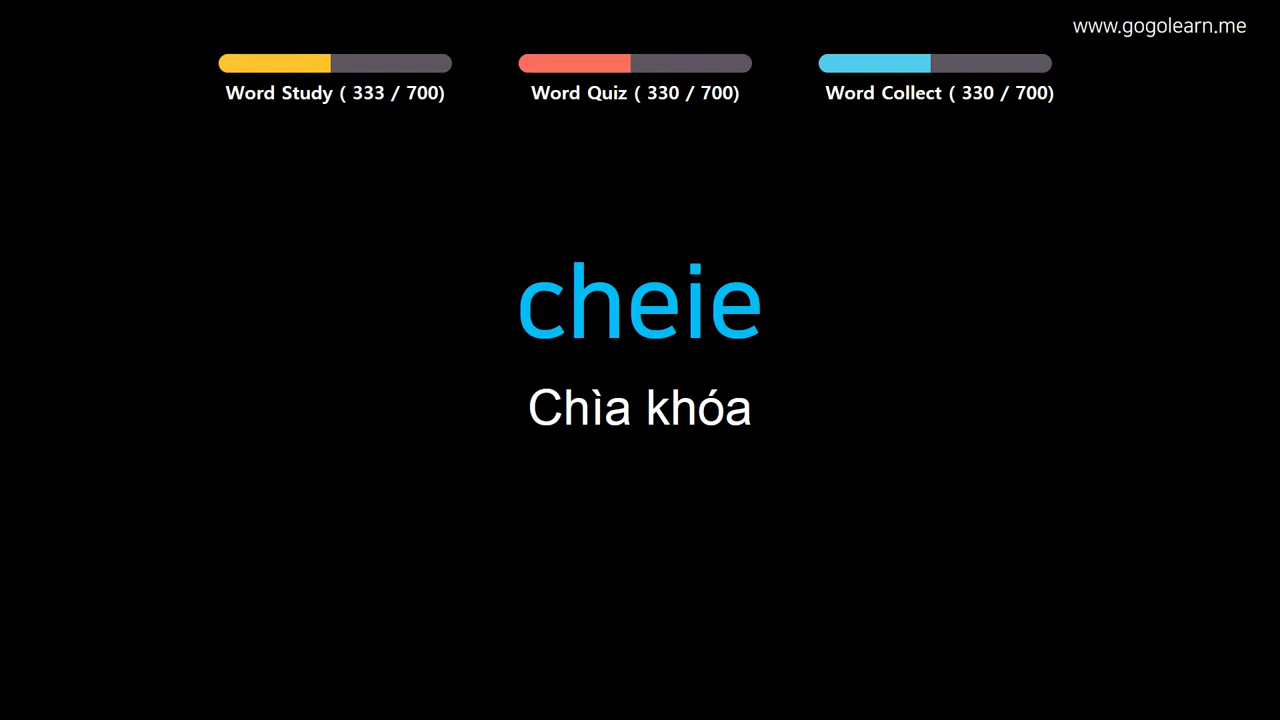 www.gogolearn.me
Word Study ( 333 / 700)
Word Quiz ( 330 / 700)
Word Collect ( 330 / 700)
cheie
Chìa khóa